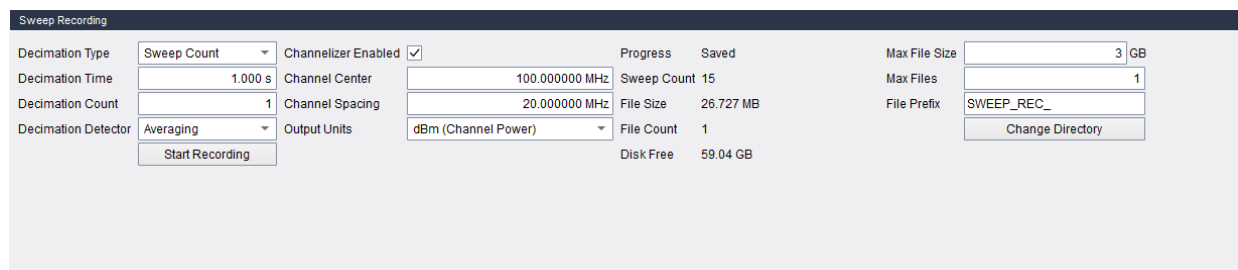 Sweep Recording
Decimation Type Sweep Count Channelizer Enabled Progress Saved Max File Size 3 GB
Decimation Time 1.000 s Channel Center 100.000000 MHz Sweep Count 15 Max Files 1
Decimation Count 1 Channel Spacing 20.000000 MHz File Size 26.727 MB File Prefix SWEEP_REC_
Decimation Detector Averaging Output Units dBm (Channel Power) File Count 1 Change Directory
Start Recording Disk Free 59.04 GB